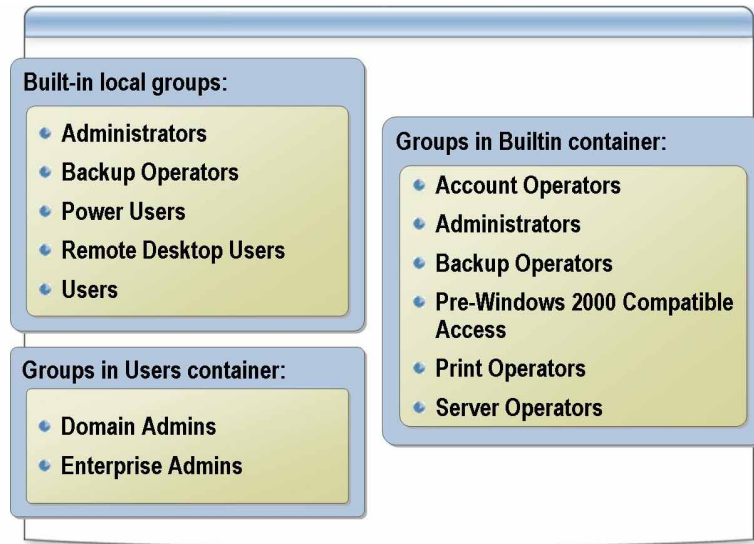 Built-in local groups:
Administrators
Backup Operators
Power Users
Remote Desktop Users
Users
Groups in Users container:
Domain Admins
Enterprise Admins
Groups in Builtin container:
Account Operators
Administrators
Backup Operators
Pre-Windows 2000 Compatible
Access
Print Operators
Server Operators